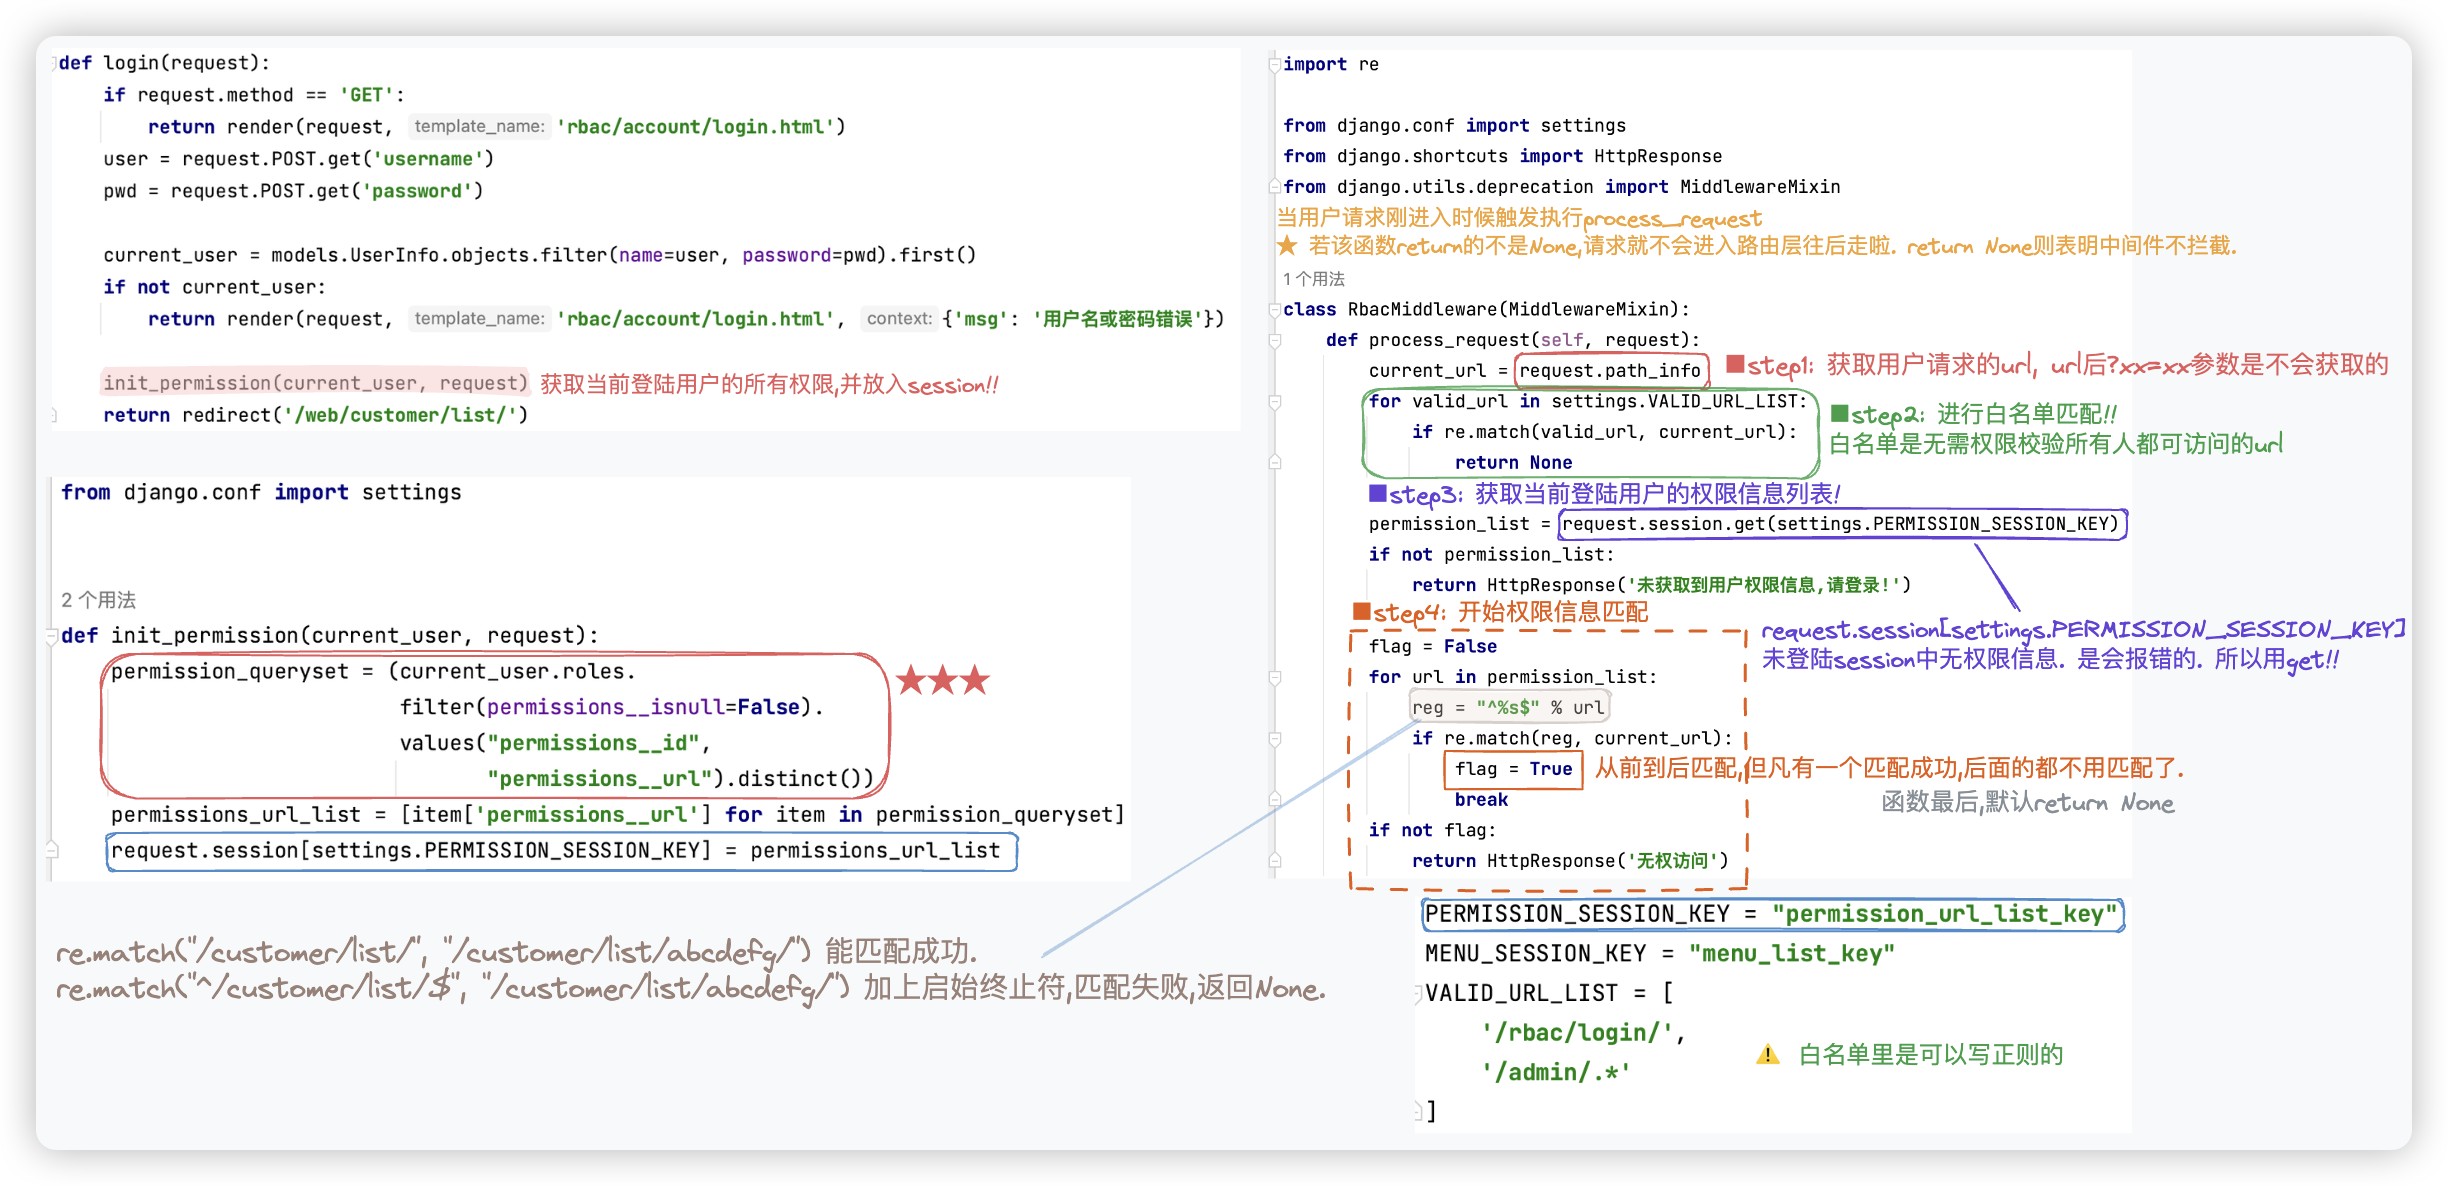 def login(request):
if request.method == 'GET':
return render(request, template_name: 'rbac/account/login.html')
user = request.POST.get('username')
pwd = request.POST.get('password')
current_user = models.UserInfo.objects.filter(name=user, password=pwd).first()
if not current_user:
return render(request, template_name: 'rbac/account/login.html', context: {'msg': '用户名或密码错误'})
init_permission(current_user, request) 获取当前登陆用户的所有权限,并放入session!!
return redirect('/web/customer/list/')
from django.conf import settings
2 个用法
def init_permission(current_user, request):
permission_queryset = (current_user.roles.
★★★
filter(permissions__isnull=False).
values("permissions__id",
"permissions__url").distinct())
permissions_url_list = [item['permissions__url'] for item in permission_queryset]
request.session[settings.PERMISSION_SESSION_KEY] = permissions_url_list
re.match("/customer/list/", "/customer/list/abcdefg/") 能匹配成功.
re.match("^/customer/list/$", "/customer/list/abcdefg/") 加上启始终止符,匹配失败,返回None.
import re
from django.conf import settings
from django.shortcuts import HttpResponse
from django.utils.deprecation import MiddlewareMixin
当用户请求刚进入时候触发执行process_request
★ 若该函数return的不是None,请求就不会进入路由层往后走啦. return None则表明中间件不拦截.
1 个用法
class RbacMiddleware(MiddlewareMixin):
def process_request(self, request):
current_url = request.path_info
■step1: 获取用户请求的url, url后?xx=xx参数是不会获取的
for valid_url in settings.VALID_URL_LIST:
■step2: 进行白名单匹配!!
if re.match(valid_url, current_url):
白名单是无需权限校验所有人都可访问的url
return None
■step3: 获取当前登陆用户的权限信息列表!
permission_list = request.session.get(settings.PERMISSION_SESSION_KEY)
if not permission_list:
return HttpResponse('未获取到用户权限信息,请登录!')
■step4: 开始权限信息匹配
request.session[settings.PERMISSION_SESSION_KEY]
未登陆session中无权限信息. 是会报错的. 所以用get!!
flag = False
for url in permission_list:
reg = "^%s$" % url
if re.match(reg, current_url):
flag = True 从前到后匹配,但凡有一个匹配成功,后面的都不用匹配了.
break
函数最后,默认return None
if not flag:
return HttpResponse('无权访问')
PERMISSION_SESSION_KEY = "permission_url_list_key"
MENU_SESSION_KEY = "menu_list_key"
VALID_URL_LIST = [
'/rbac/login/',
'/admin/.*'
⚠️ 白名单里是可以写正则的
]